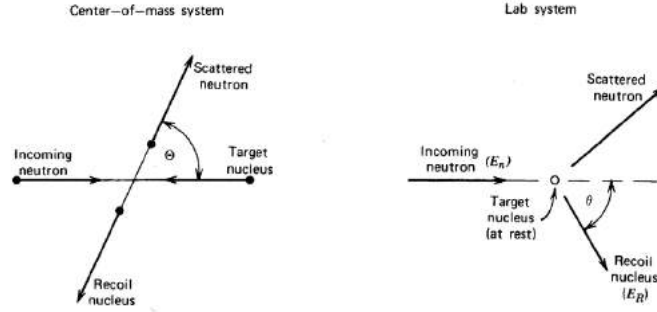 Center—of—mass system
Scattered
neutron
Incoming
neutron
Θ
Target
nucleus
Recoil
nucleus
Lab system
Scattered
neutron
Incoming
neutron
(Eₙ)
Target
nucleus
(at rest)
θ
Recoil
nucleus
(E_R)